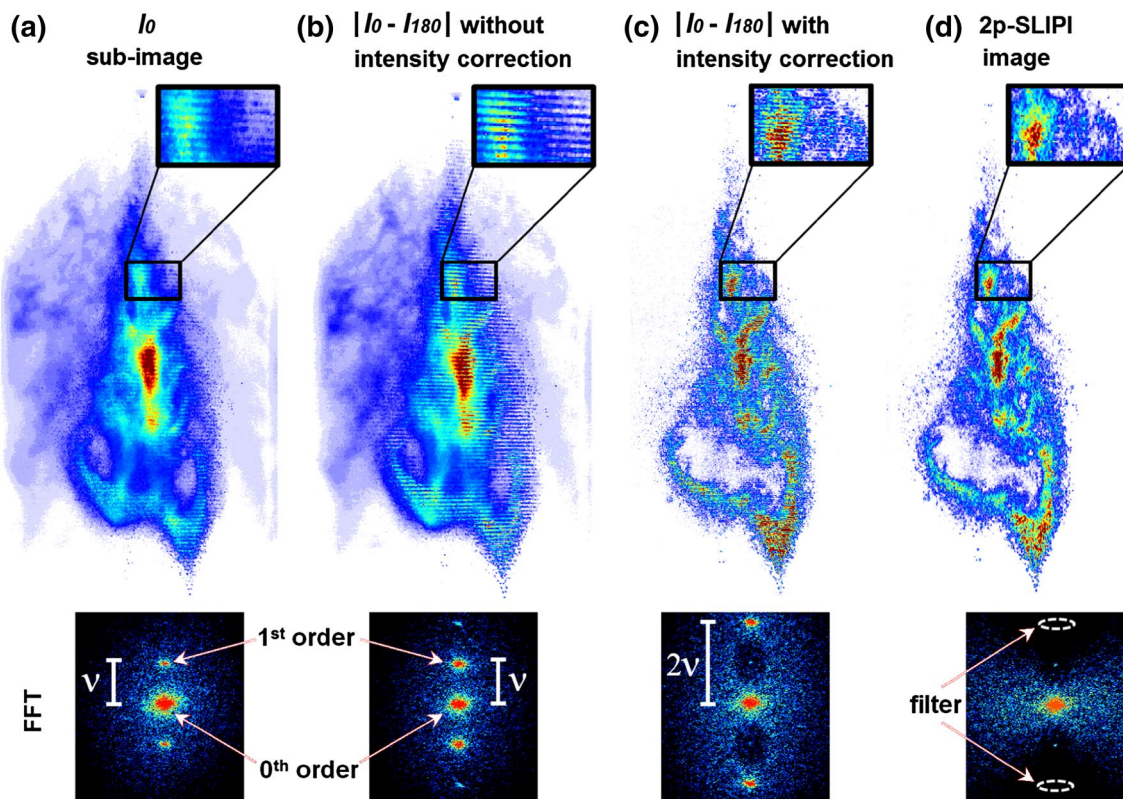 (a) I0
sub-image
(b) |I0 - I180| without
intensity correction
(c) |I0 - I180| with
intensity correction
(d) 2p-SLIPI
image
FFT
1st order
0th order
ν
ν
2ν
filter